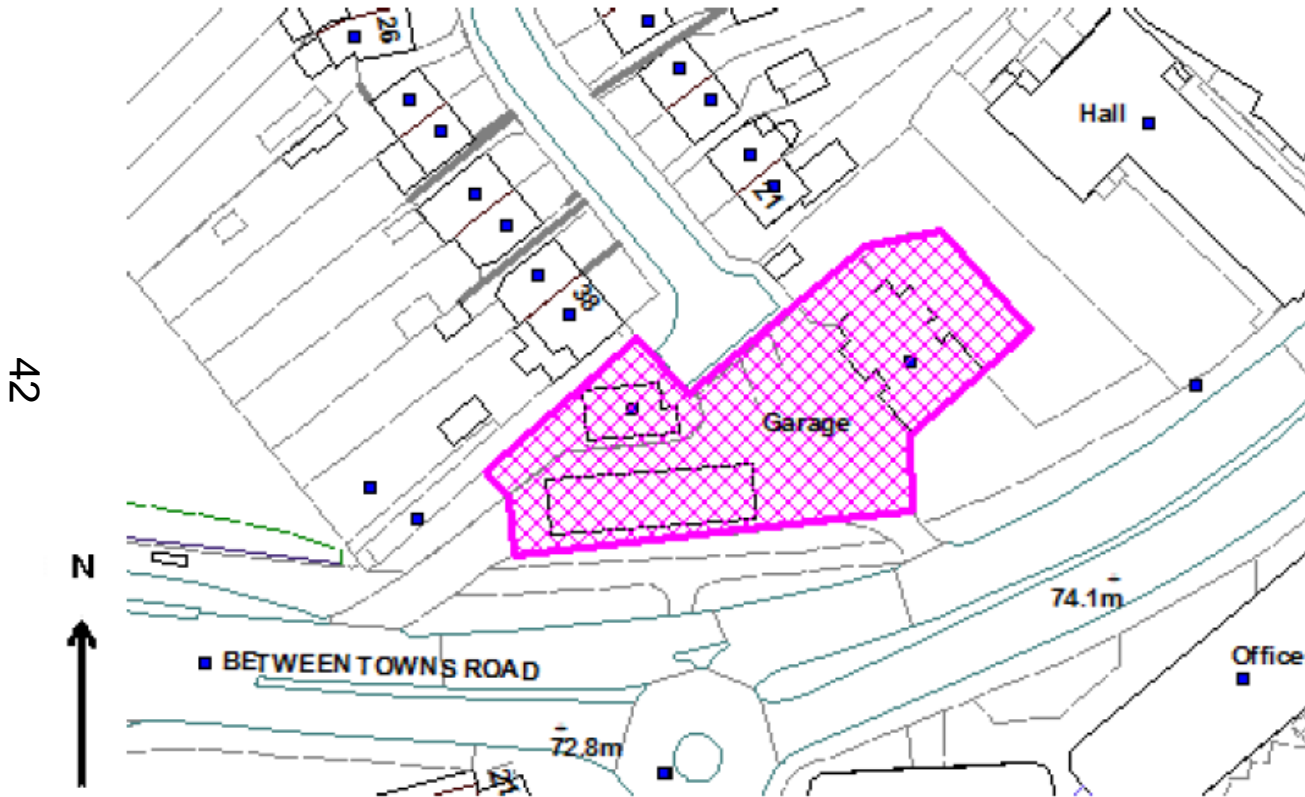 26
Hall
21
38
42
Garage
N
74.1m
BETWEEN TOWNS ROAD
Office
72.8m